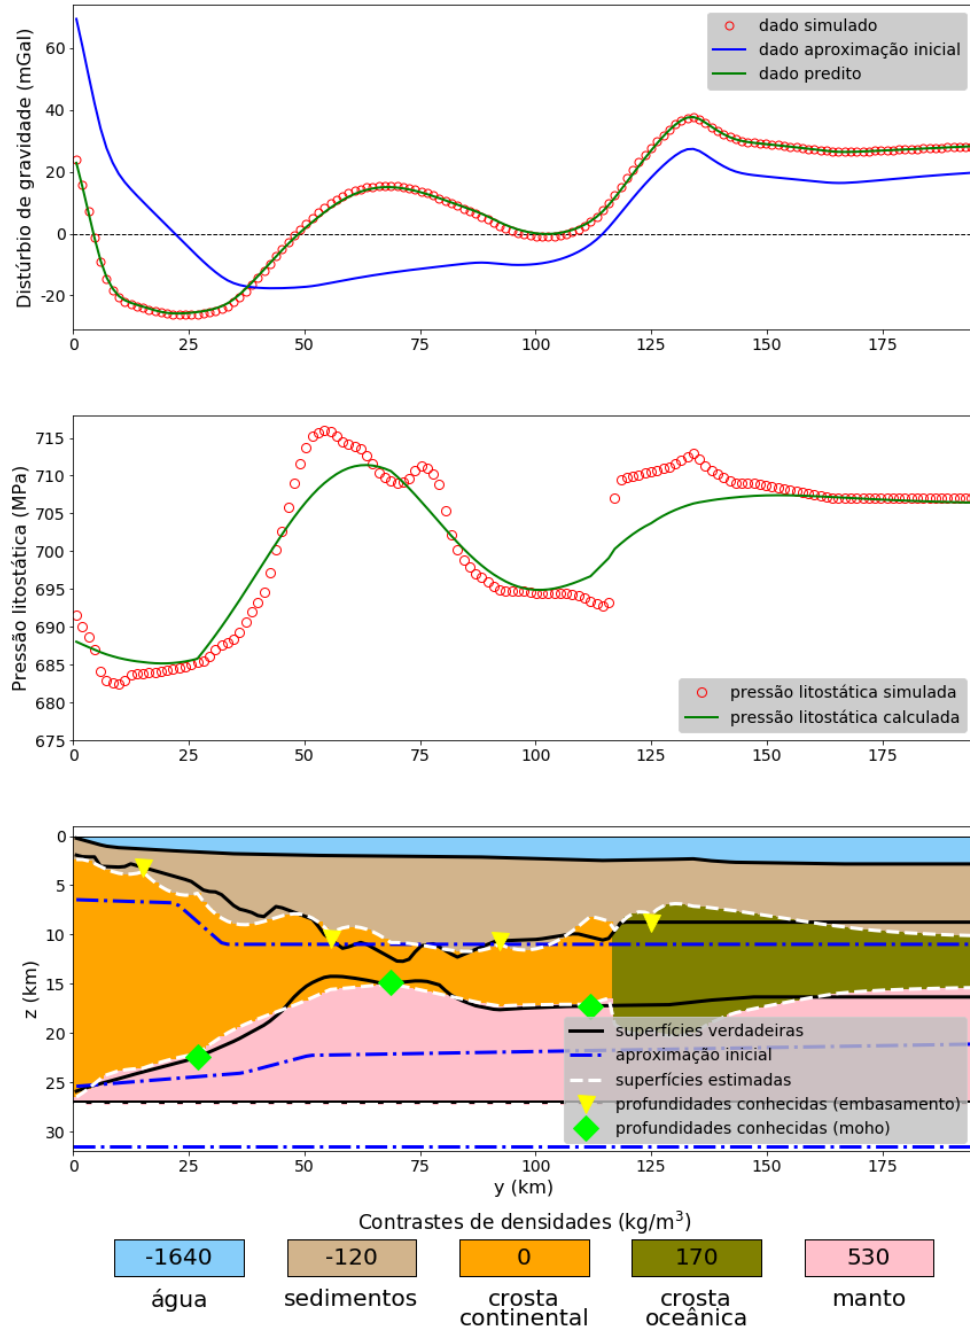 Distúrbio de gravidade (mGal)
60
40
20
0
-20
0 25 50 75 100 125 150 175
dado simulado
dado aproximação inicial
dado predito
Pressão litostática (MPa)
715
710
705
700
695
690
685
680
675
0 25 50 75 100 125 150 175
pressão litostática simulada
pressão litostática calculada
z (km)
0
5
10
15
20
25
30
0 25 50 75 100 125 150 175
y (km)
superfícies verdadeiras
aproximação inicial
superfícies estimadas
profundidades conhecidas (embasamento)
profundidades conhecidas (moho)
Contrastes de densidades (kg/m³)
-1640 -120 0 170 530
água sedimentos crosta crosta manto
continental oceânica